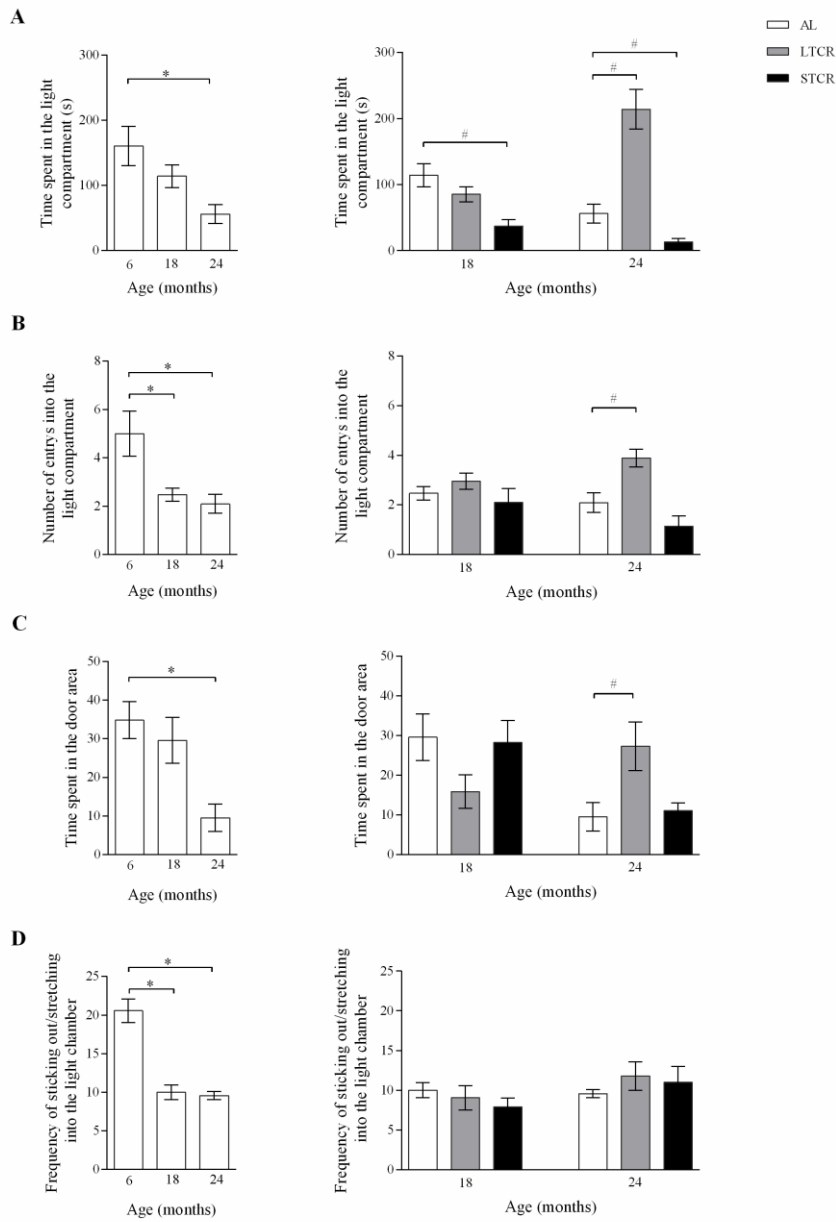 A
AL
LTCR
STCR
Time spent in the light
compartment (s)
300
200
100
0
*
6 18 24
Age (months)
Time spent in the light
compartment (s)
300
200
100
0
#
#
#
18 24
Age (months)
B
Number of entrys into the
light compartment
8
6
4
2
0
*
*
6 18 24
Age (months)
Number of entrys into the
light compartment
8
6
4
2
0
#
18 24
Age (months)
C
Time spent in the door area
50
40
30
20
10
0
*
6 18 24
Age (months)
Time spent in the door area
50
40
30
20
10
0
#
18 24
Age (months)
D
Frequency of sticking out/stretching
into the light chamber
25
20
15
10
5
0
*
*
6 18 24
Age (months)
Frequency of sticking out/stretching
into the light chamber
25
20
15
10
5
0
18 24
Age (months)